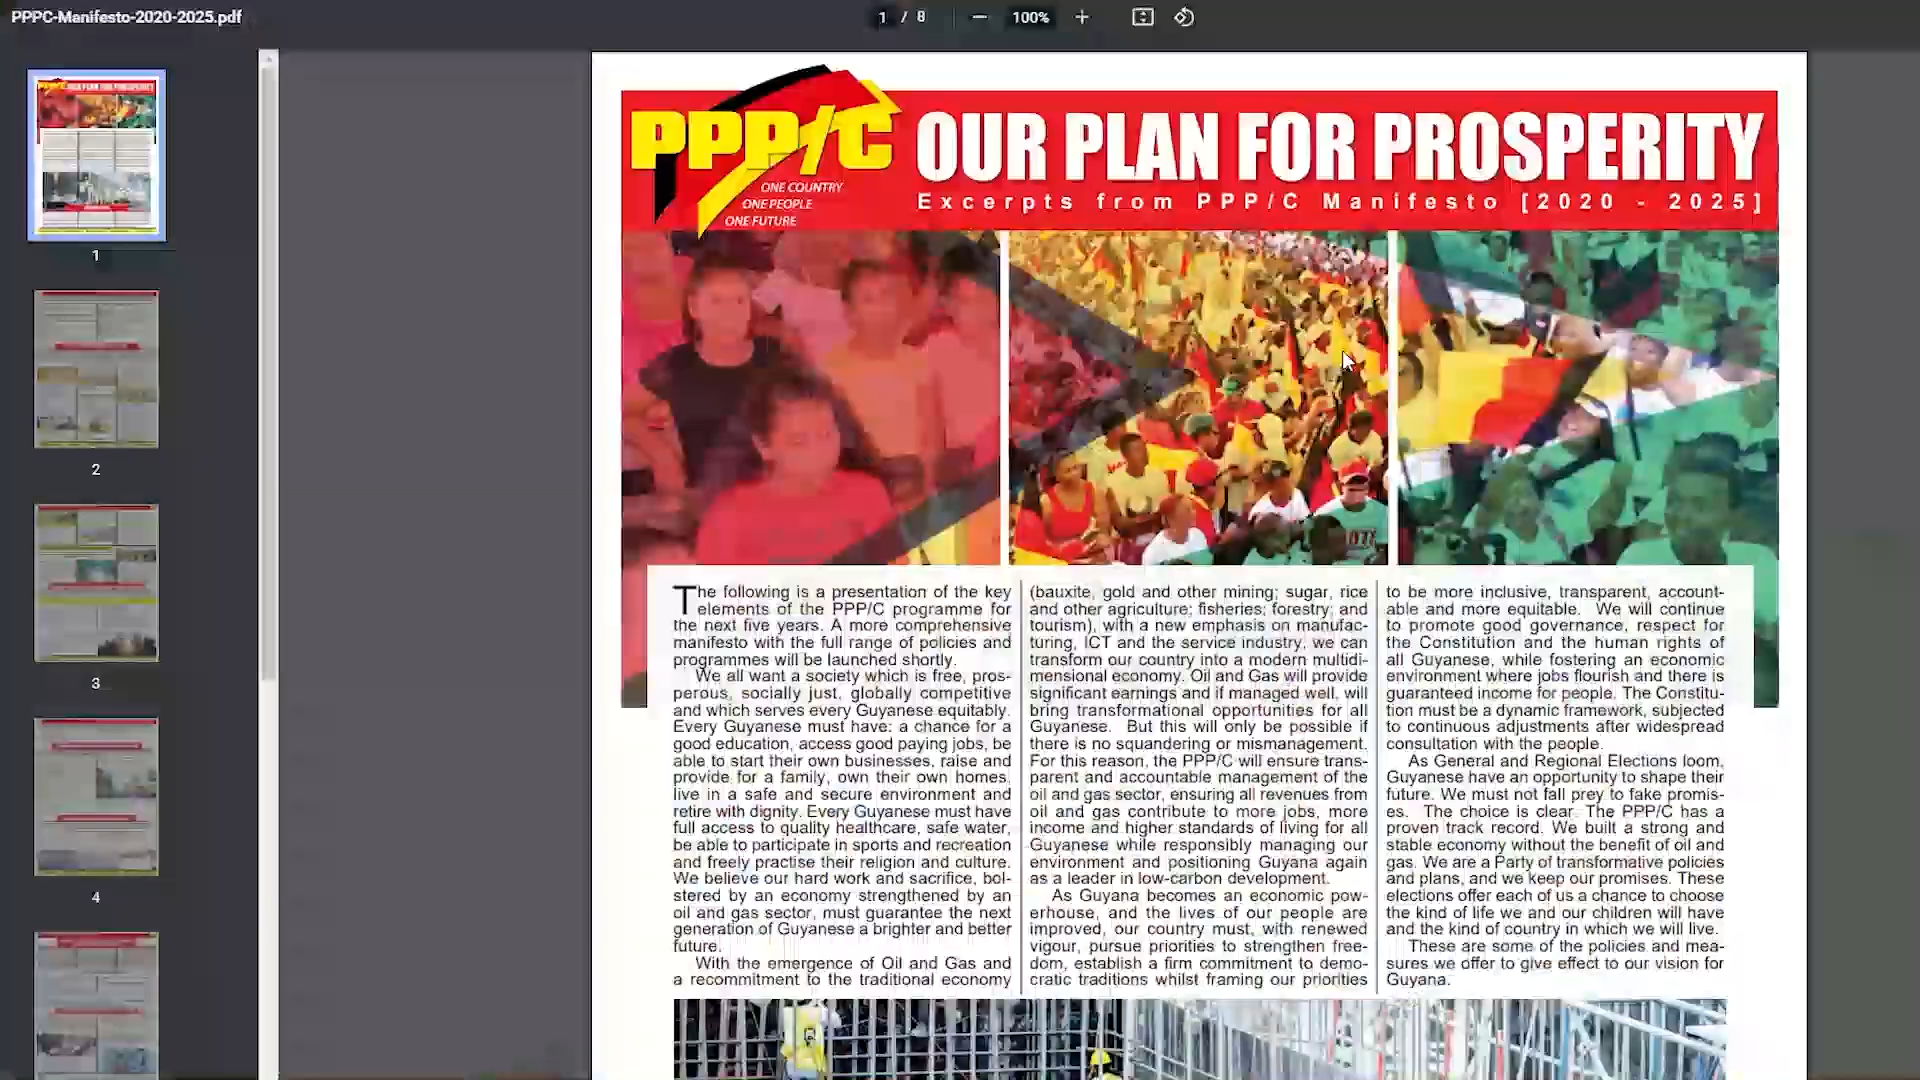 PPPC-Manifesto-2020-2025.pdf
1 / 8
100%
1
2
3
4
PPP/C
ONE COUNTRY
ONE PEOPLE
ONE FUTURE
OUR PLAN FOR PROSPERITY
Excerpts from PPP/C Manifesto [2020 - 2025]
The following is a presentation of the key
elements of the PPP/C programme for
the next five years. A more comprehensive
manifesto with the full range of policies and
programmes will be launched shortly.
We all want a society which is free, pros-
perous, socially just, globally competitive
and which serves every Guyanese equitably.
Every Guyanese must have: a chance for a
good education, access good paying jobs, be
able to start their own businesses, raise and
provide for a family, own their own homes,
live in a safe and secure environment and
retire with dignity. Every Guyanese must have
full access to quality healthcare, safe water,
be able to participate in sports and recreation
and freely practise their religion and culture.
We believe our hard work and sacrifice, bol-
stered by an economy strengthened by an
oil and gas sector, must guarantee the next
generation of Guyanese a brighter and better
future.
With the emergence of Oil and Gas and
a recommitment to the traditional economy
(bauxite, gold and other mining; sugar, rice
and other agriculture; fisheries; forestry; and
tourism), with a new emphasis on manufac-
turing, ICT and the service industry, we can
transform our country into a modern multidi-
mensional economy. Oil and Gas will provide
significant earnings and if managed well, will
bring transformational opportunities for all
Guyanese. But this will only be possible if
there is no squandering or mismanagement.
For this reason, the PPP/C will ensure trans-
parent and accountable management of the
oil and gas sector, ensuring all revenues from
oil and gas contribute to more jobs, more
income and higher standards of living for all
Guyanese while responsibly managing our
environment and positioning Guyana again
as a leader in low-carbon development.
As Guyana becomes an economic pow-
erhouse, and the lives of our people are
improved, our country must, with renewed
vigour, pursue priorities to strengthen free-
dom, establish a firm commitment to demo-
cratic traditions whilst framing our priorities
to be more inclusive, transparent, account-
able and more equitable. We will continue
to promote good governance, respect for
the Constitution and the human rights of
all Guyanese, while fostering an economic
environment where jobs flourish and there is
guaranteed income for people. The Constitu-
tion must be a dynamic framework, subjected
to continuous adjustments after widespread
consultation with the people.
As General and Regional Elections loom,
Guyanese have an opportunity to shape their
future. We must not fall prey to fake promis-
es. The choice is clear. The PPP/C has a
proven track record. We built a strong and
stable economy without the benefit of oil and
gas. We are a Party of transformative policies
and plans, and we keep our promises. These
elections offer each of us a chance to choose
the kind of life we and our children will have
and the kind of country in which we will live.
These are some of the policies and mea-
sures we offer to give effect to our vision for
Guyana.